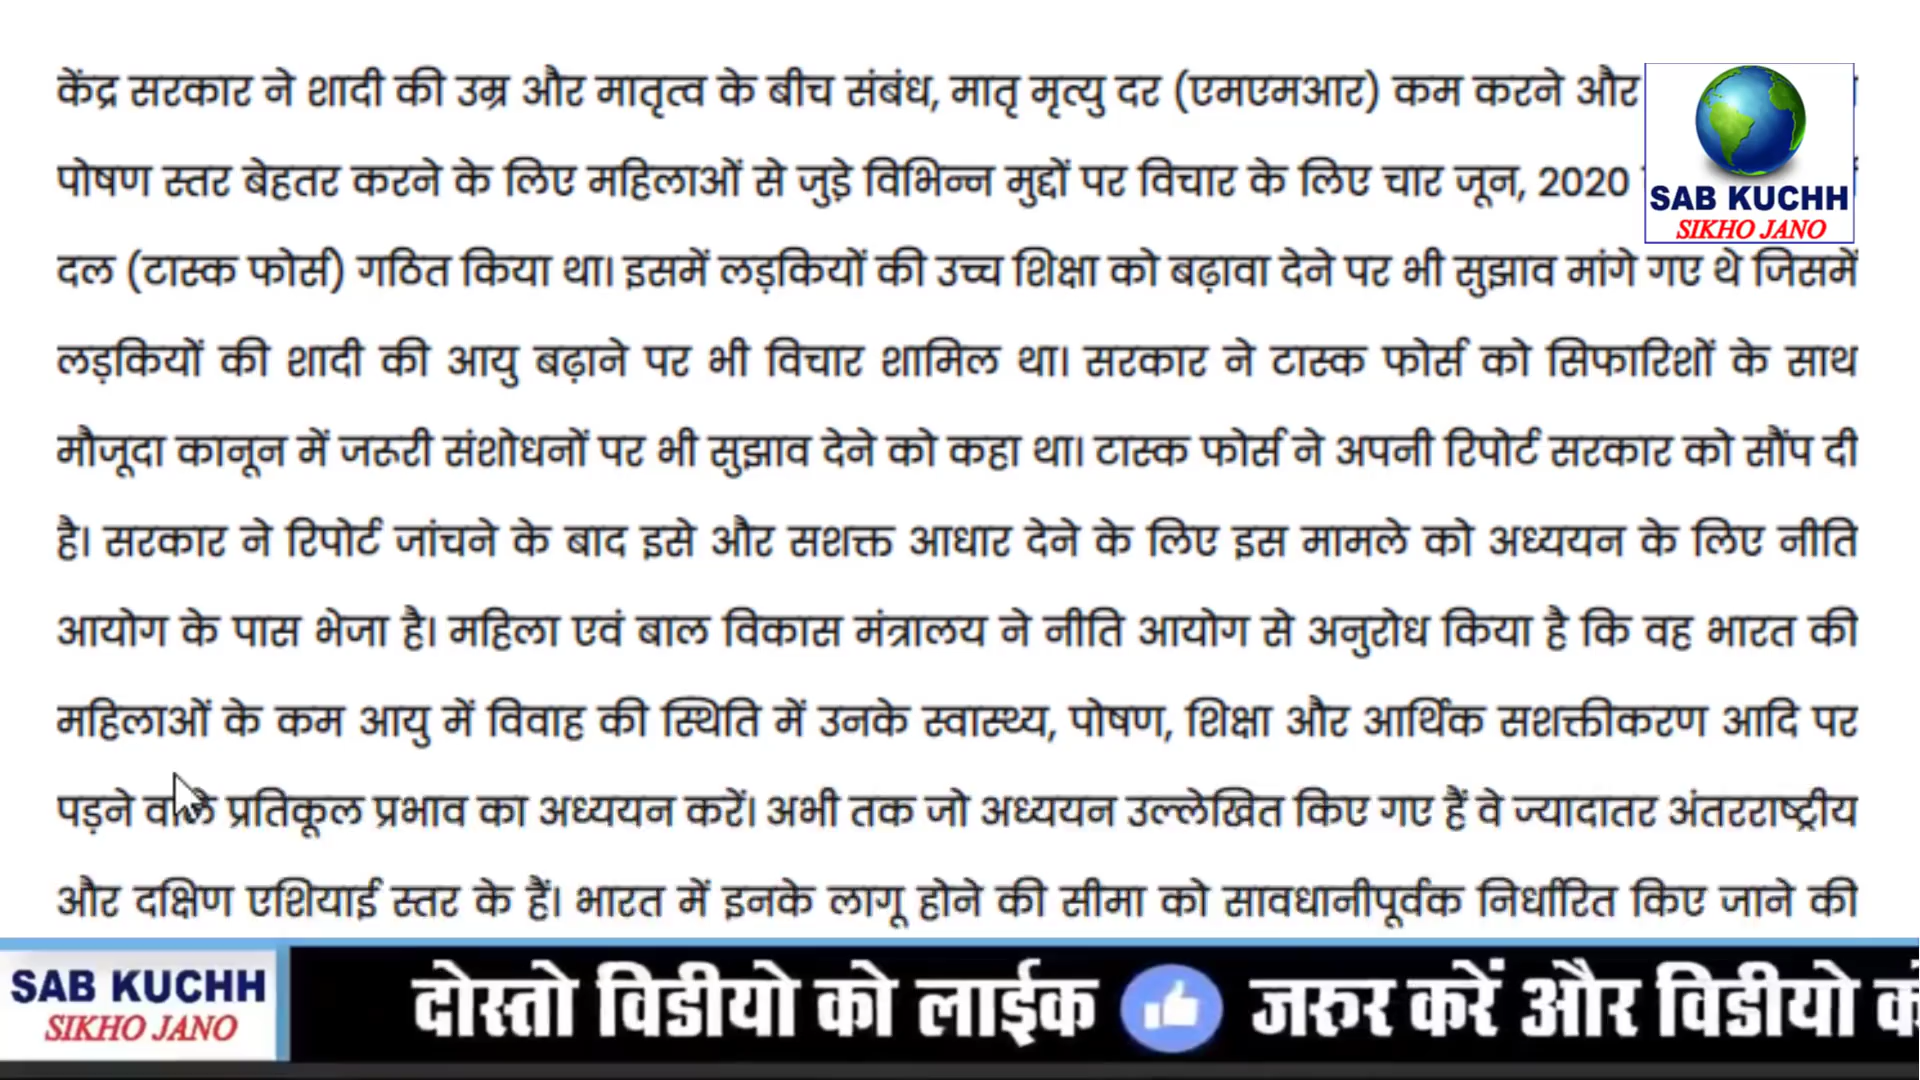 केंद्र सरकार ने शादी की उम्र और मातृत्व के बीच संबंध, मातृ मृत्यु दर (एमएमआर) कम करने और
पोषण स्तर बेहतर करने के लिए महिलाओं से जुड़े विभिन्न मुद्दों पर विचार के लिए चार जून, 2020
दल (टास्क फोर्स) गठित किया था। इसमें लड़कियों की उच्च शिक्षा को बढ़ावा देने पर भी सुझाव मांगे गए थे जिसमें
लड़कियों की शादी की आयु बढ़ाने पर भी विचार शामिल था। सरकार ने टास्क फोर्स को सिफारिशों के साथ
मौजूदा कानून में जरूरी संशोधनों पर भी सुझाव देने को कहा था। टास्क फोर्स ने अपनी रिपोर्ट सरकार को सौंप दी
है। सरकार ने रिपोर्ट जांचने के बाद इसे और सशक्त आधार देने के लिए इस मामले को अध्ययन के लिए नीति
आयोग के पास भेजा है। महिला एवं बाल विकास मंत्रालय ने नीति आयोग से अनुरोध किया है कि वह भारत की
महिलाओं के कम आयु में विवाह की स्थिति में उनके स्वास्थ्य, पोषण, शिक्षा और आर्थिक सशक्तीकरण आदि पर
पड़ने वाले प्रतिकूल प्रभाव का अध्ययन करें। अभी तक जो अध्ययन उल्लेखित किए गए हैं वे ज्यादातर अंतरराष्ट्रीय
और दक्षिण एशियाई स्तर के हैं। भारत में इनके लागू होने की सीमा को सावधानीपूर्वक निर्धारित किए जाने की
SAB KUCHH
SIKHO JANO
SAB KUCHH
SIKHO JANO
दोस्तो विडीयो को लाईक जरुर करें और विडीयो